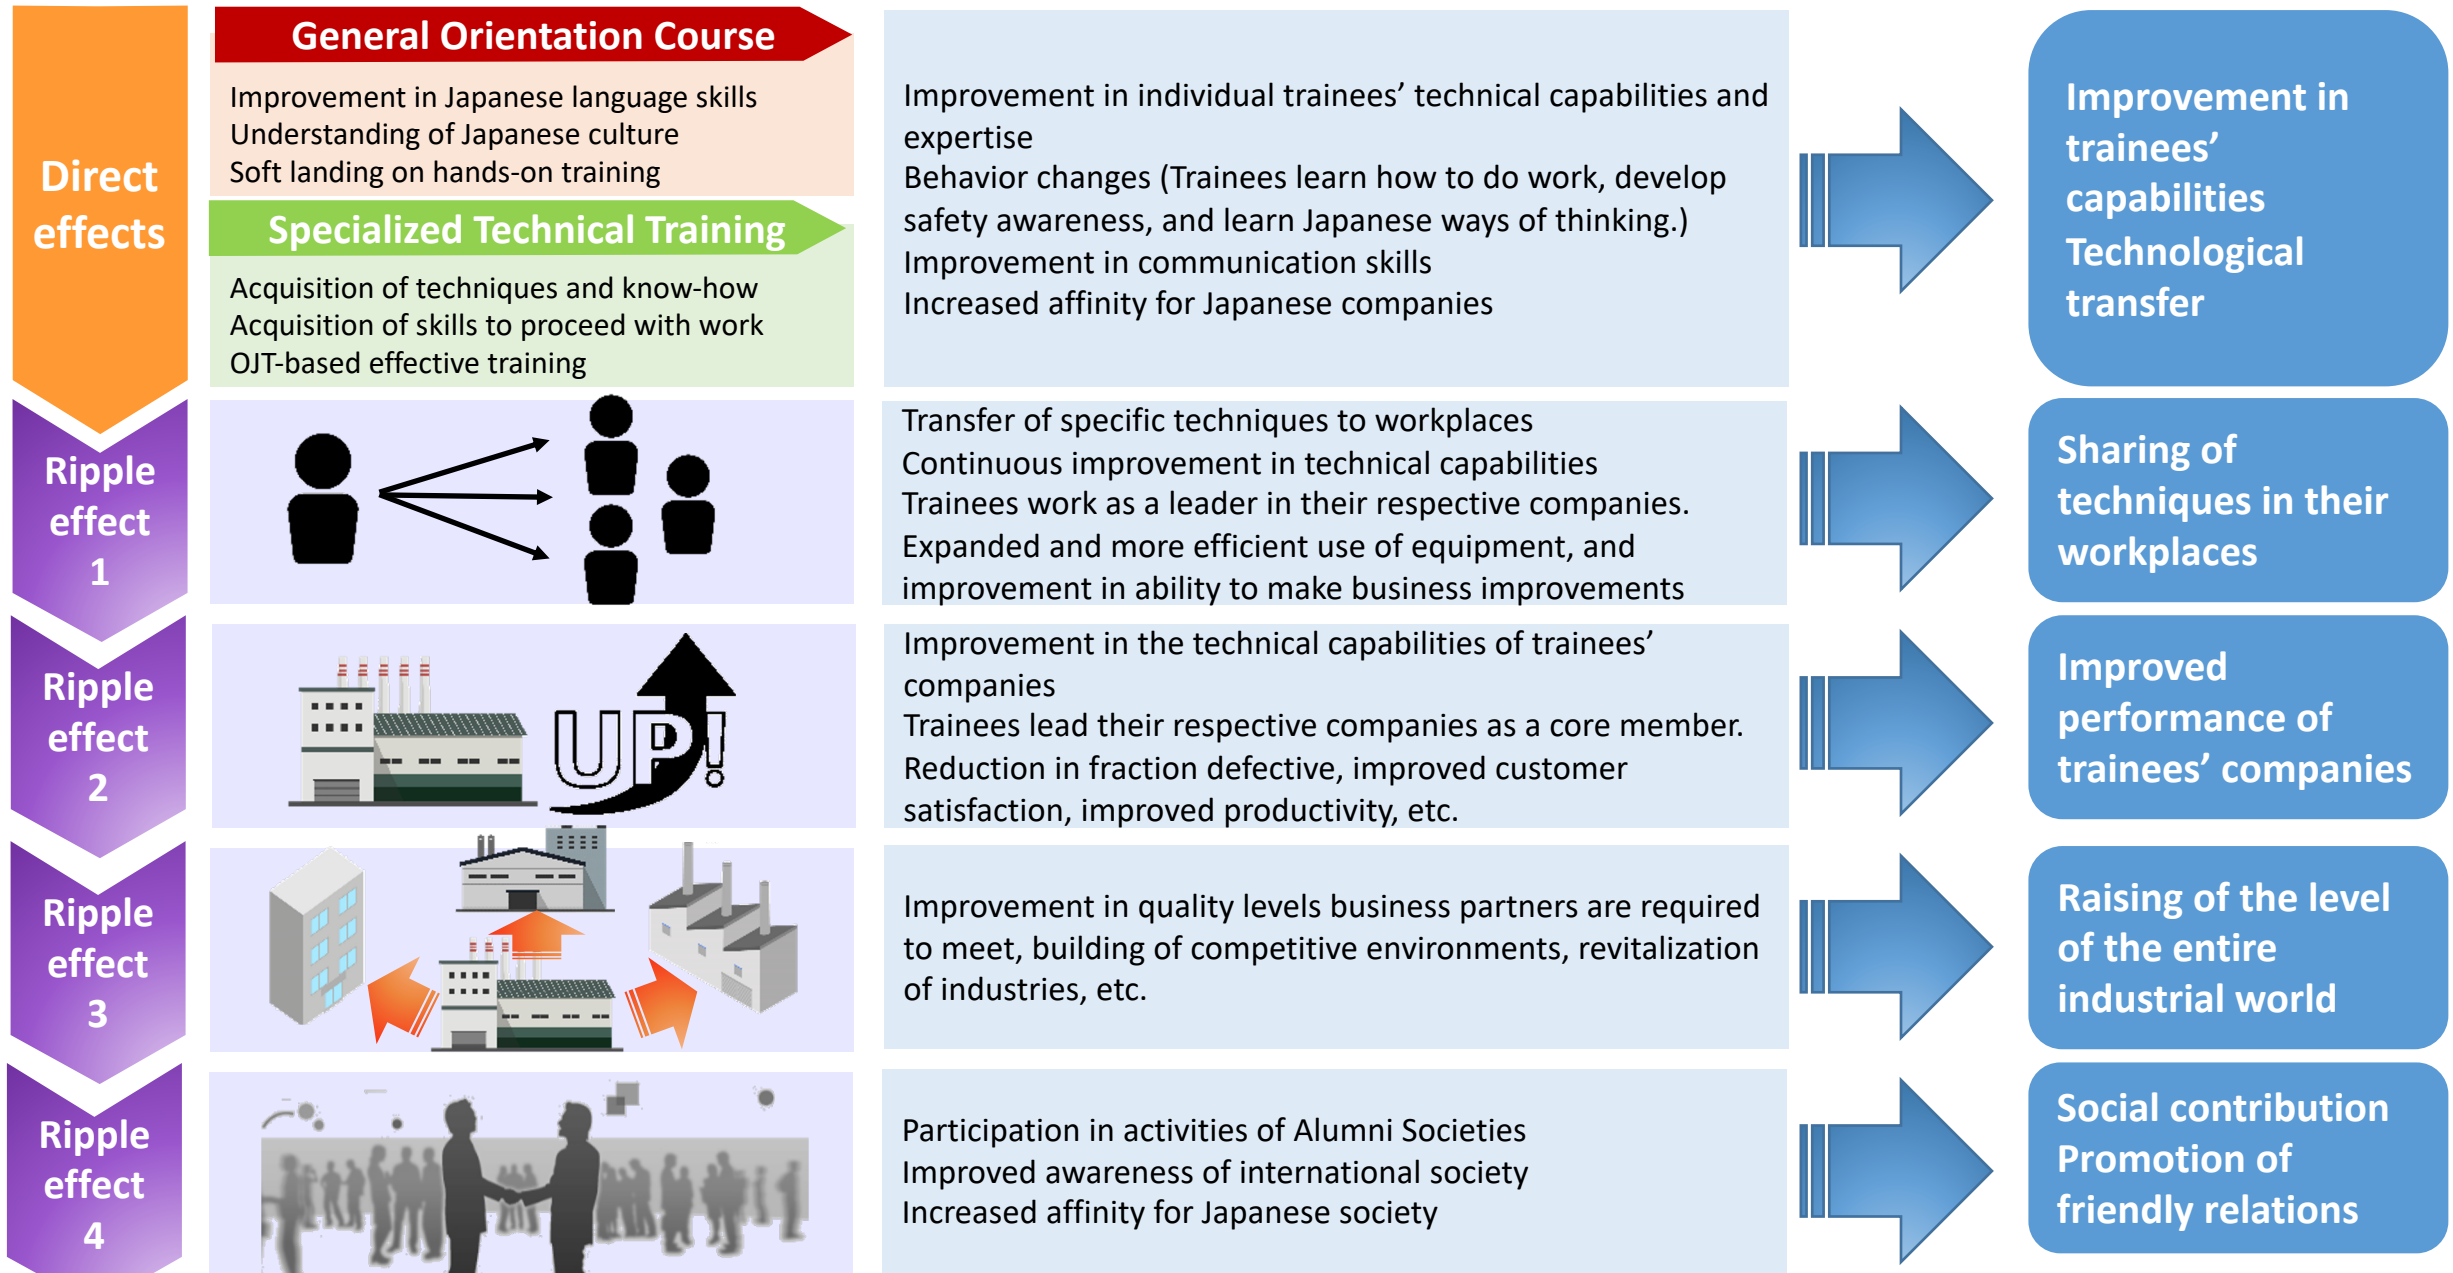 Direct
effects
General Orientation Course
Improvement in Japanese language skills
Understanding of Japanese culture
Soft landing on hands-on training
Specialized Technical Training
Acquisition of techniques and know-how
Acquisition of skills to proceed with work
OJT-based effective training
Improvement in individual trainees’ technical capabilities and
expertise
Behavior changes (Trainees learn how to do work, develop
safety awareness, and learn Japanese ways of thinking.)
Improvement in communication skills
Increased affinity for Japanese companies
Improvement in
trainees’
capabilities
Technological
transfer
Ripple
effect
1
Transfer of specific techniques to workplaces
Continuous improvement in technical capabilities
Trainees work as a leader in their respective companies.
Expanded and more efficient use of equipment, and
improvement in ability to make business improvements
Sharing of
techniques in their
workplaces
Ripple
effect
2
UP!
Improvement in the technical capabilities of trainees’
companies
Trainees lead their respective companies as a core member.
Reduction in fraction defective, improved customer
satisfaction, improved productivity, etc.
Improved
performance of
trainees’ companies
Ripple
effect
3
Improvement in quality levels business partners are required
to meet, building of competitive environments, revitalization
of industries, etc.
Raising of the level
of the entire
industrial world
Ripple
effect
4
Participation in activities of Alumni Societies
Improved awareness of international society
Increased affinity for Japanese society
Social contribution
Promotion of
friendly relations